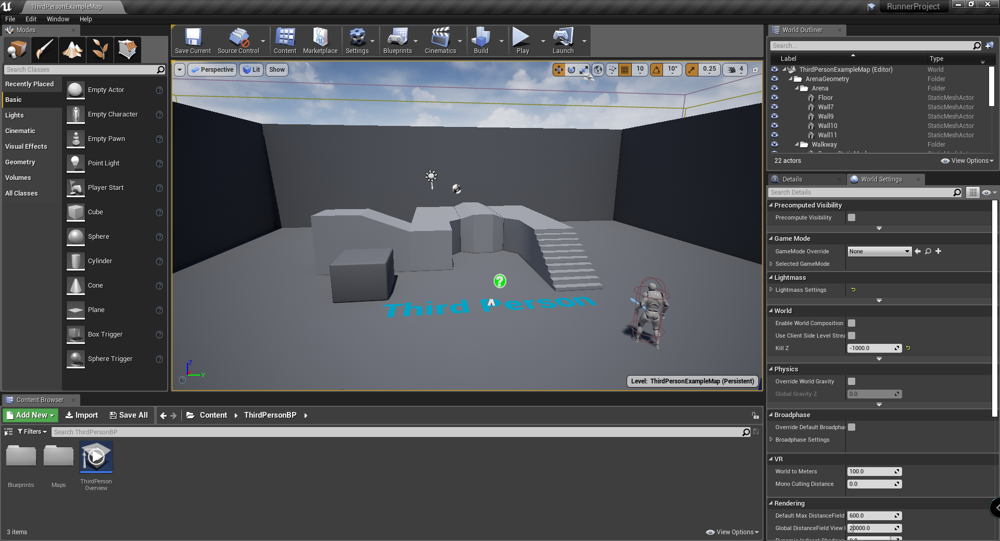 ThirdPersonExampleMap
RunnerProject
File Edit Window Help
Modes
Search Classes
Recently Placed
Basic
Lights
Cinematic
Visual Effects
Geometry
Volumes
All Classes
Empty Actor
Empty Character
Empty Pawn
Point Light
Player Start
Cube
Sphere
Cylinder
Cone
Plane
Box Trigger
Sphere Trigger
Save Current Source Control Content Marketplace Settings Blueprints Cinematics Build Play Launch
Perspective Lit Show
10 10° 0.25 4
Third Person
Z
Y
Level: ThirdPersonExampleMap (Persistent)
World Outliner
Search...
Label Type
ThirdPersonExampleMap (Editor) World
ArenaGeometry Folder
Arena Folder
Floor StaticMeshActor
Wall7 StaticMeshActor
Wall9 StaticMeshActor
Wall10 StaticMeshActor
Wall11 StaticMeshActor
Walkway Folder
22 actors View Options
Details World Settings
Search Details
Precomputed Visibility
Precompute Visibility
Game Mode
GameMode Override None
Selected GameMode
Lightmass
Lightmass Settings
World
Enable World Composition
Use Client Side Level Strea
Kill Z -1000.0
Physics
Override World Gravity
Global Gravity Z 0.0
Broadphase
Override Default Broadphas
Broadphase Settings
VR
World to Meters 100.0
Mono Culling Distance 0.0
Rendering
Default Max DistanceField 600.0
Global DistanceField View 20000.0
Content Browser
Add New Import Save All Content ThirdPersonBP
Filters Search ThirdPersonBP
Blueprints
Maps
ThirdPerson
Overview
3 items View Options